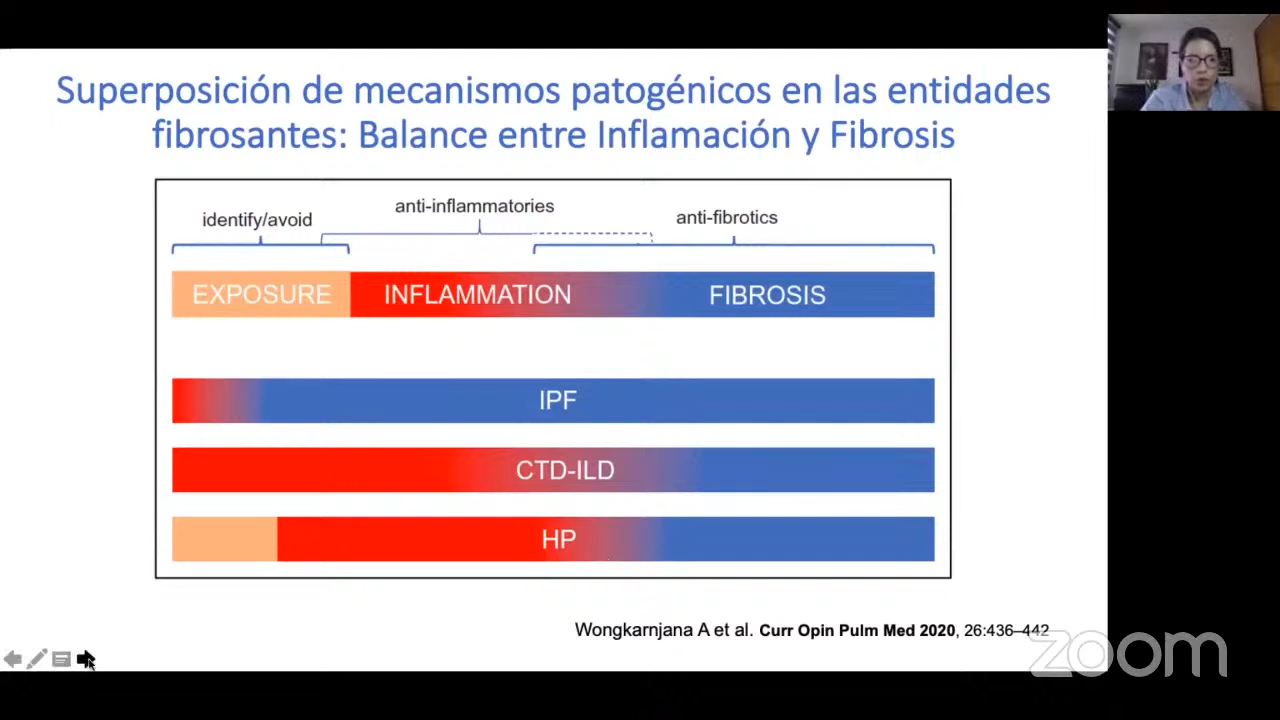 Superposición de mecanismos patogénicos en las entidades
fibrosantes: Balance entre Inflamación y Fibrosis
identify/avoid
anti-inflammatories
anti-fibrotics
EXPOSURE
INFLAMMATION
FIBROSIS
IPF
CTD-ILD
HP
Wongkarnjana A et al. Curr Opin Pulm Med 2020, 26:436–442
zoom